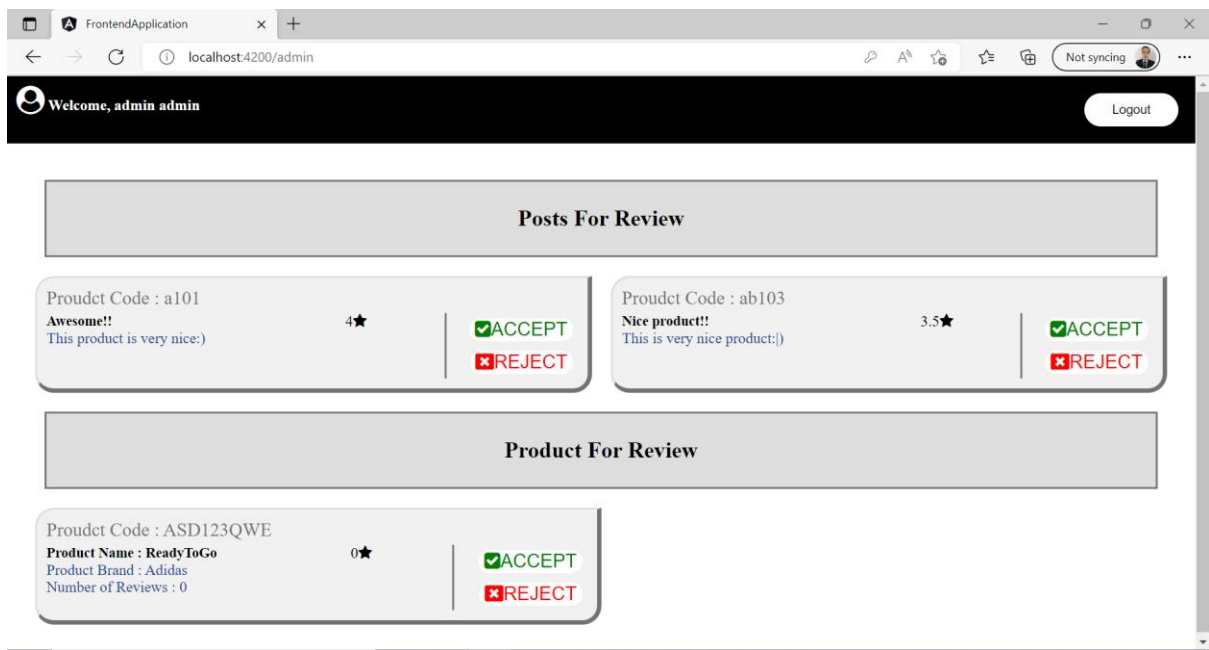 FrontendApplication
localhost:4200/admin
Not syncing
Welcome, admin admin
Logout
Posts For Review
Proudct Code : a101
Awesome!!
4
This product is very nice:)
ACCEPT
REJECT
Proudct Code : ab103
Nice product!!
3.5
This is very nice product:|)
ACCEPT
REJECT
Product For Review
Proudct Code : ASD123QWE
Product Name : ReadyToGo
0
Product Brand : Adidas
Number of Reviews : 0
ACCEPT
REJECT